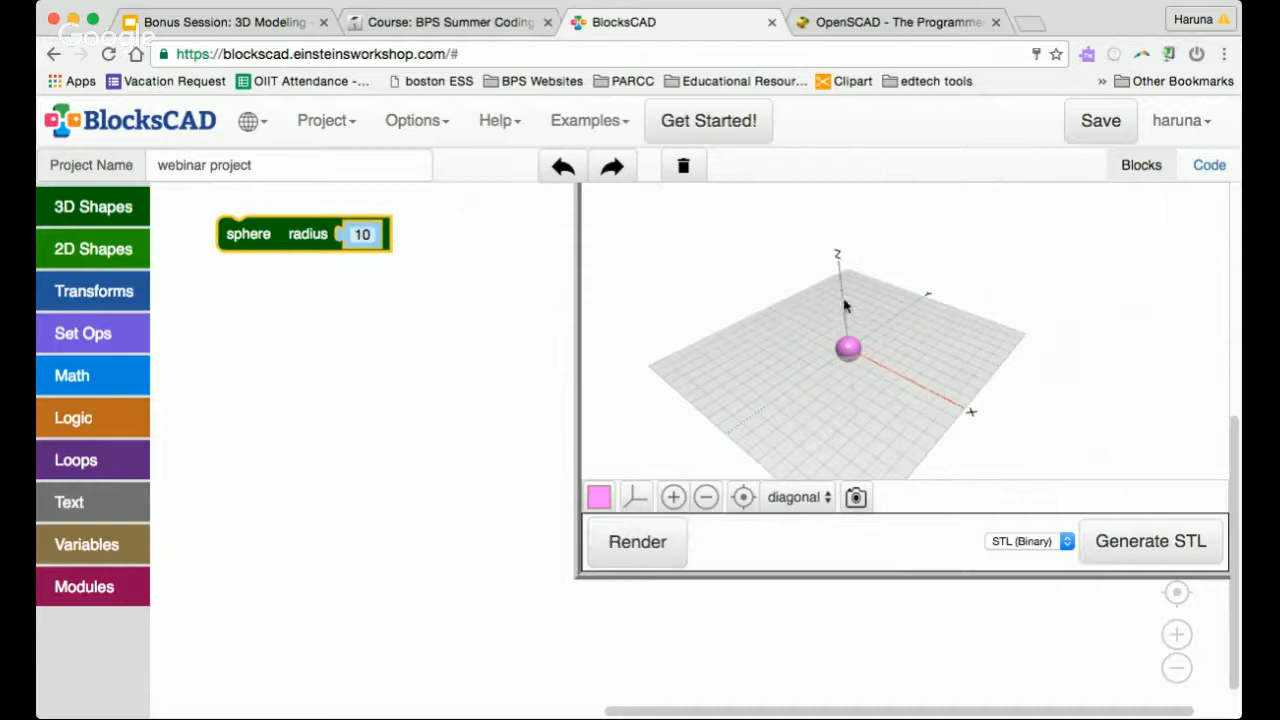 Bonus Session: 3D Modeling -
Course: BPS Summer Coding
BlocksCAD
OpenSCAD - The Programme
Haruna
Google
https://blockscad.einsteinsworkshop.com/#
Apps
Vacation Request
OIIT Attendance -...
boston ESS
BPS Websites
PARCC
Educational Resour...
Clipart
edtech tools
» Other Bookmarks
BlocksCAD
Project
Options
Help
Examples
Get Started!
Save
haruna
Project Name
webinar project
Blocks
Code
3D Shapes
2D Shapes
Transforms
Set Ops
Math
Logic
Loops
Text
Variables
Modules
sphere radius 10
Z
Y
X
diagonal
Render
STL (Binary)
Generate STL